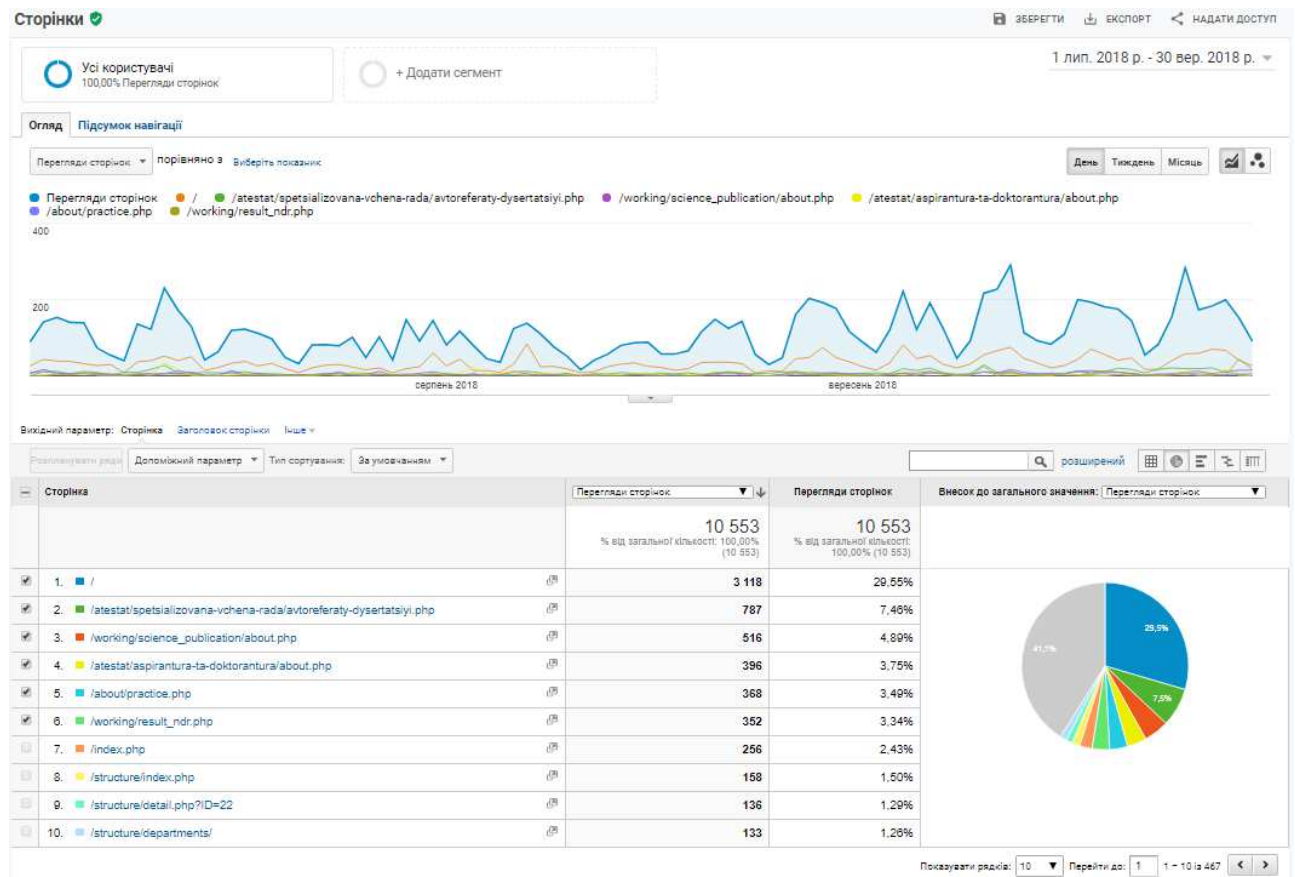 Сторінки
ЗБЕРЕГТИ ЕКСПОРТ НАДАТИ ДОСТУП
Усі користувачі
100,00% Перегляди сторінок
+ Додати сегмент
1 лип. 2018 р. - 30 вер. 2018 р.
Огляд Підсумок навігації
Перегляди сторінок порівняно з Виберіть показник
День Тиждень Місяць
Перегляди сторінок / /atestat/spetsializovana-vchena-rada/avtoreferaty-dysertatsiyi.php /working/science_publication/about.php /atestat/aspirantura-ta-doktorantura/about.php
/about/practice.php /working/result_ndr.php
400
200
серпень 2018 вересень 2018
Вихідний параметр: Сторінка Заголовок сторінки Інше
Розпланувати ряди Допоміжний параметр Тип сортування: За умовчанням розширений
Сторінка Перегляди сторінок Перегляди сторінок Внесок до загального значення: Перегляди сторінок
10 553 10 553
% від загальної кількості: 100,00% % від загальної кількості:
(10 553) 100,00% (10 553)
1. / 3 118 29,55%
2. /atestat/spetsializovana-vchena-rada/avtoreferaty-dysertatsiyi.php 787 7,46%
3. /working/science_publication/about.php 516 4,89%
4. /atestat/aspirantura-ta-doktorantura/about.php 396 3,75%
5. /about/practice.php 368 3,49%
6. /working/result_ndr.php 352 3,34%
7. /index.php 256 2,43%
8. /structure/index.php 158 1,50%
9. /structure/detail.php?ID=22 136 1,29%
10. /structure/departments/ 133 1,26%
29,5%
41,1%
7,5%
Показувати рядків: 10 Перейти до: 1 1 – 10 із 467